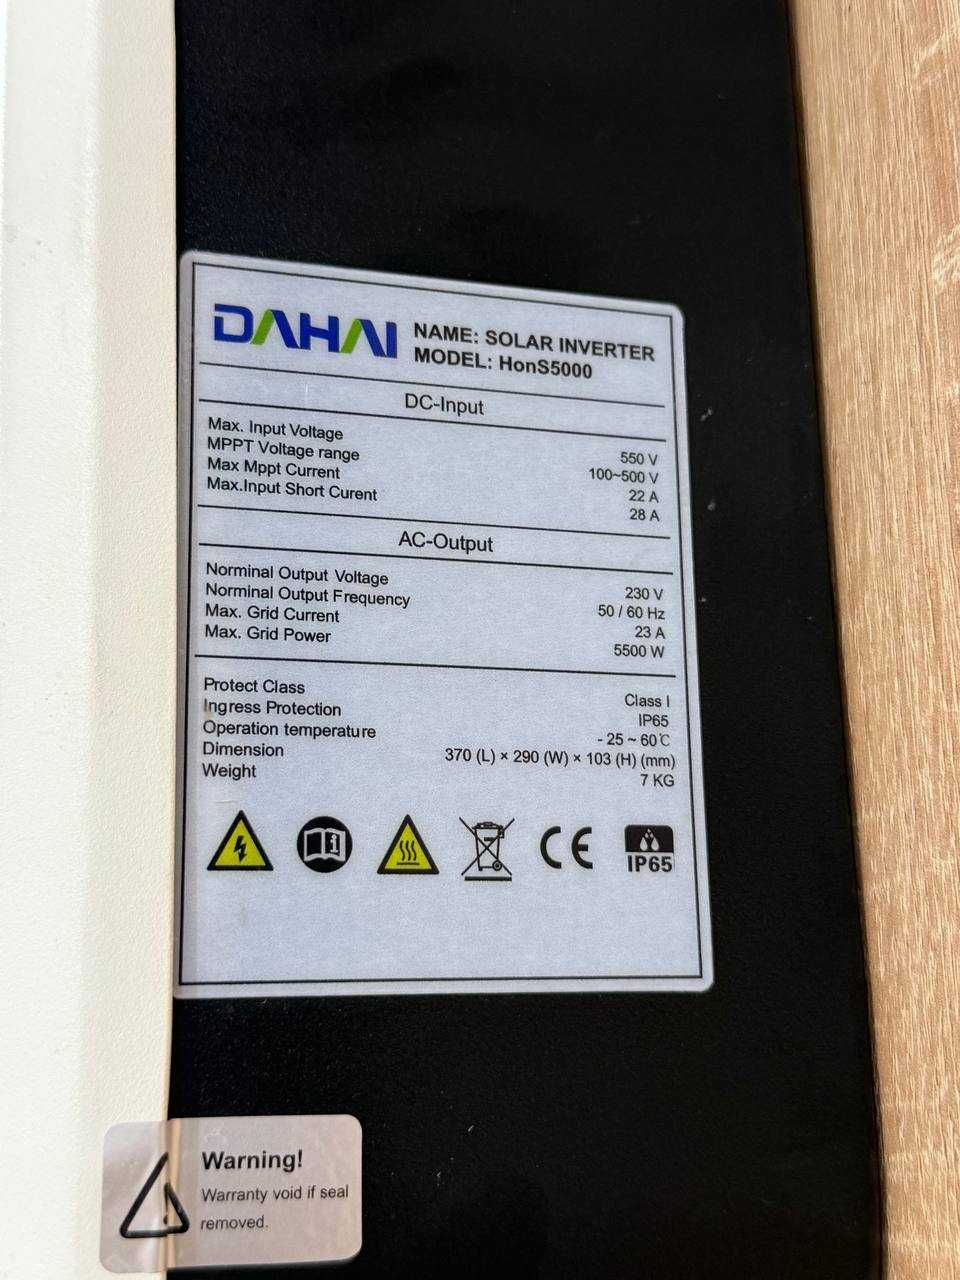 DAHAI
NAME: SOLAR INVERTER
MODEL: HonS5000
DC-Input
Max. Input Voltage 550 V
MPPT Voltage range 100~500 V
Max Mppt Current 22 A
Max.Input Short Curent 28 A
AC-Output
Norminal Output Voltage 230 V
Norminal Output Frequency 50 / 60 Hz
Max. Grid Current 23 A
Max. Grid Power 5500 W
Protect Class Class I
Ingress Protection IP65
Operation temperature - 25 ~ 60℃
Dimension 370 (L) × 290 (W) × 103 (H) (mm)
Weight 7 KG
CE
IP65
Warning!
Warranty void if seal
removed.